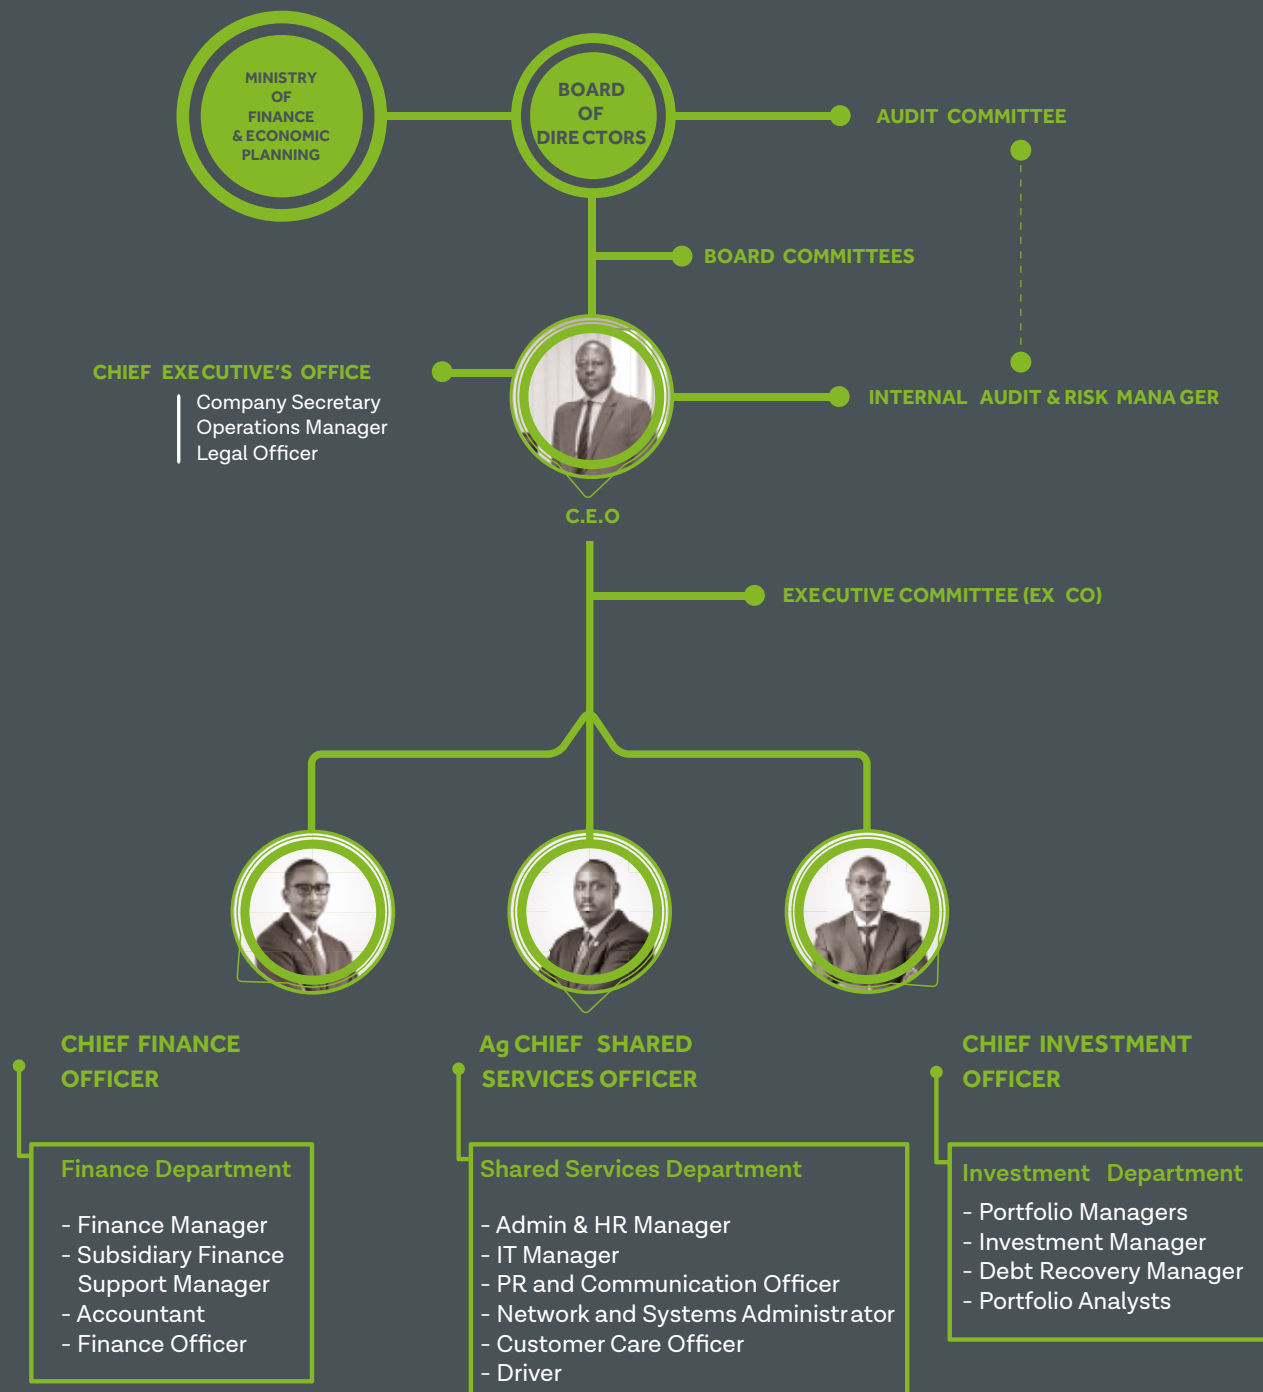 MINISTRY
OF
FINANCE
& ECONOMIC
PLANNING
BOARD
OF
DIRECTORS
AUDIT COMMITTEE
BOARD COMMITTEES
CHIEF EXECUTIVE’S OFFICE
Company Secretary
Operations Manager
Legal Officer
INTERNAL AUDIT & RISK MANAGER
C.E.O
EXECUTIVE COMMITTEE (EX CO)
CHIEF FINANCE
OFFICER
Finance Department
- Finance Manager
- Subsidiary Finance
Support Manager
- Accountant
- Finance Officer
Ag CHIEF SHARED
SERVICES OFFICER
Shared Services Department
- Admin & HR Manager
- IT Manager
- PR and Communication Officer
- Network and Systems Administrator
- Customer Care Officer
- Driver
CHIEF INVESTMENT
OFFICER
Investment Department
- Portfolio Managers
- Investment Manager
- Debt Recovery Manager
- Portfolio Analysts